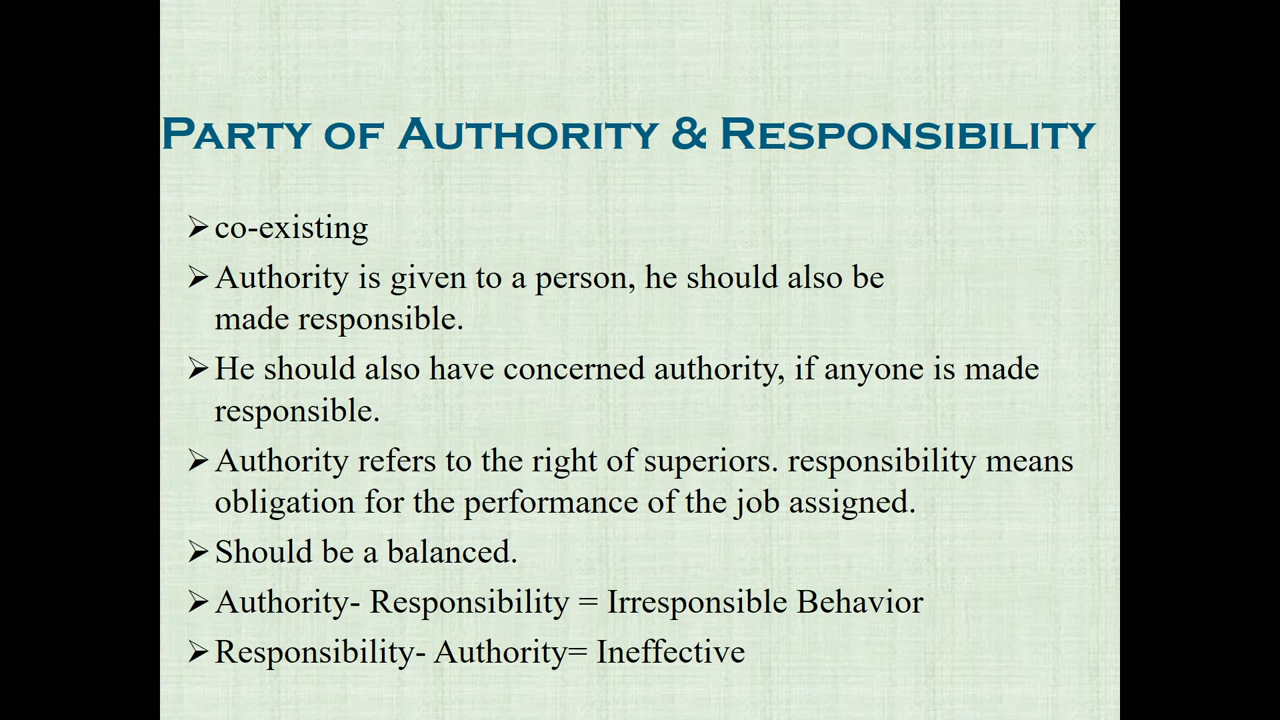 PARTY OF AUTHORITY & RESPONSIBILITY
➢co-existing
➢Authority is given to a person, he should also be
made responsible.
➢He should also have concerned authority, if anyone is made
responsible.
➢Authority refers to the right of superiors. responsibility means
obligation for the performance of the job assigned.
➢Should be a balanced.
➢Authority- Responsibility = Irresponsible Behavior
➢Responsibility- Authority= Ineffective